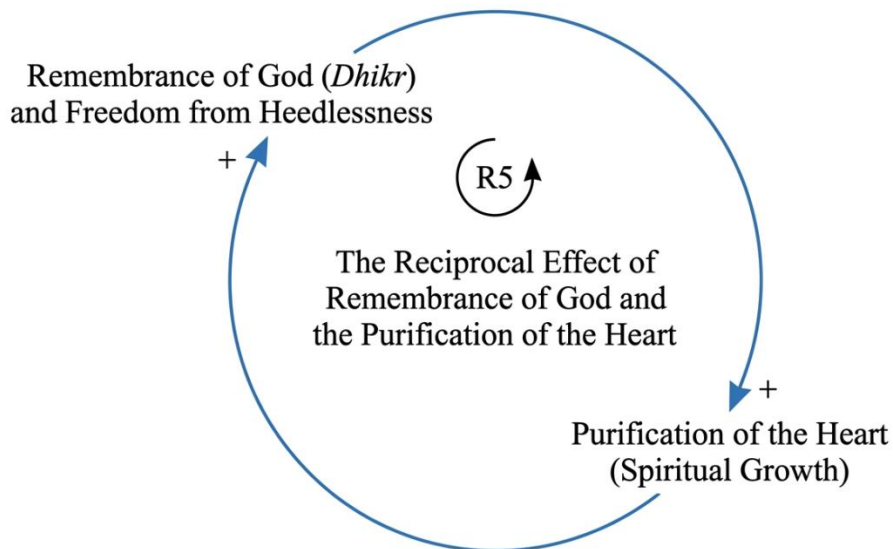 Remembrance of God (Dhikr)
and Freedom from Heedlessness
+
R5
The Reciprocal Effect of
Remembrance of God and
the Purification of the Heart
+
Purification of the Heart
(Spiritual Growth)